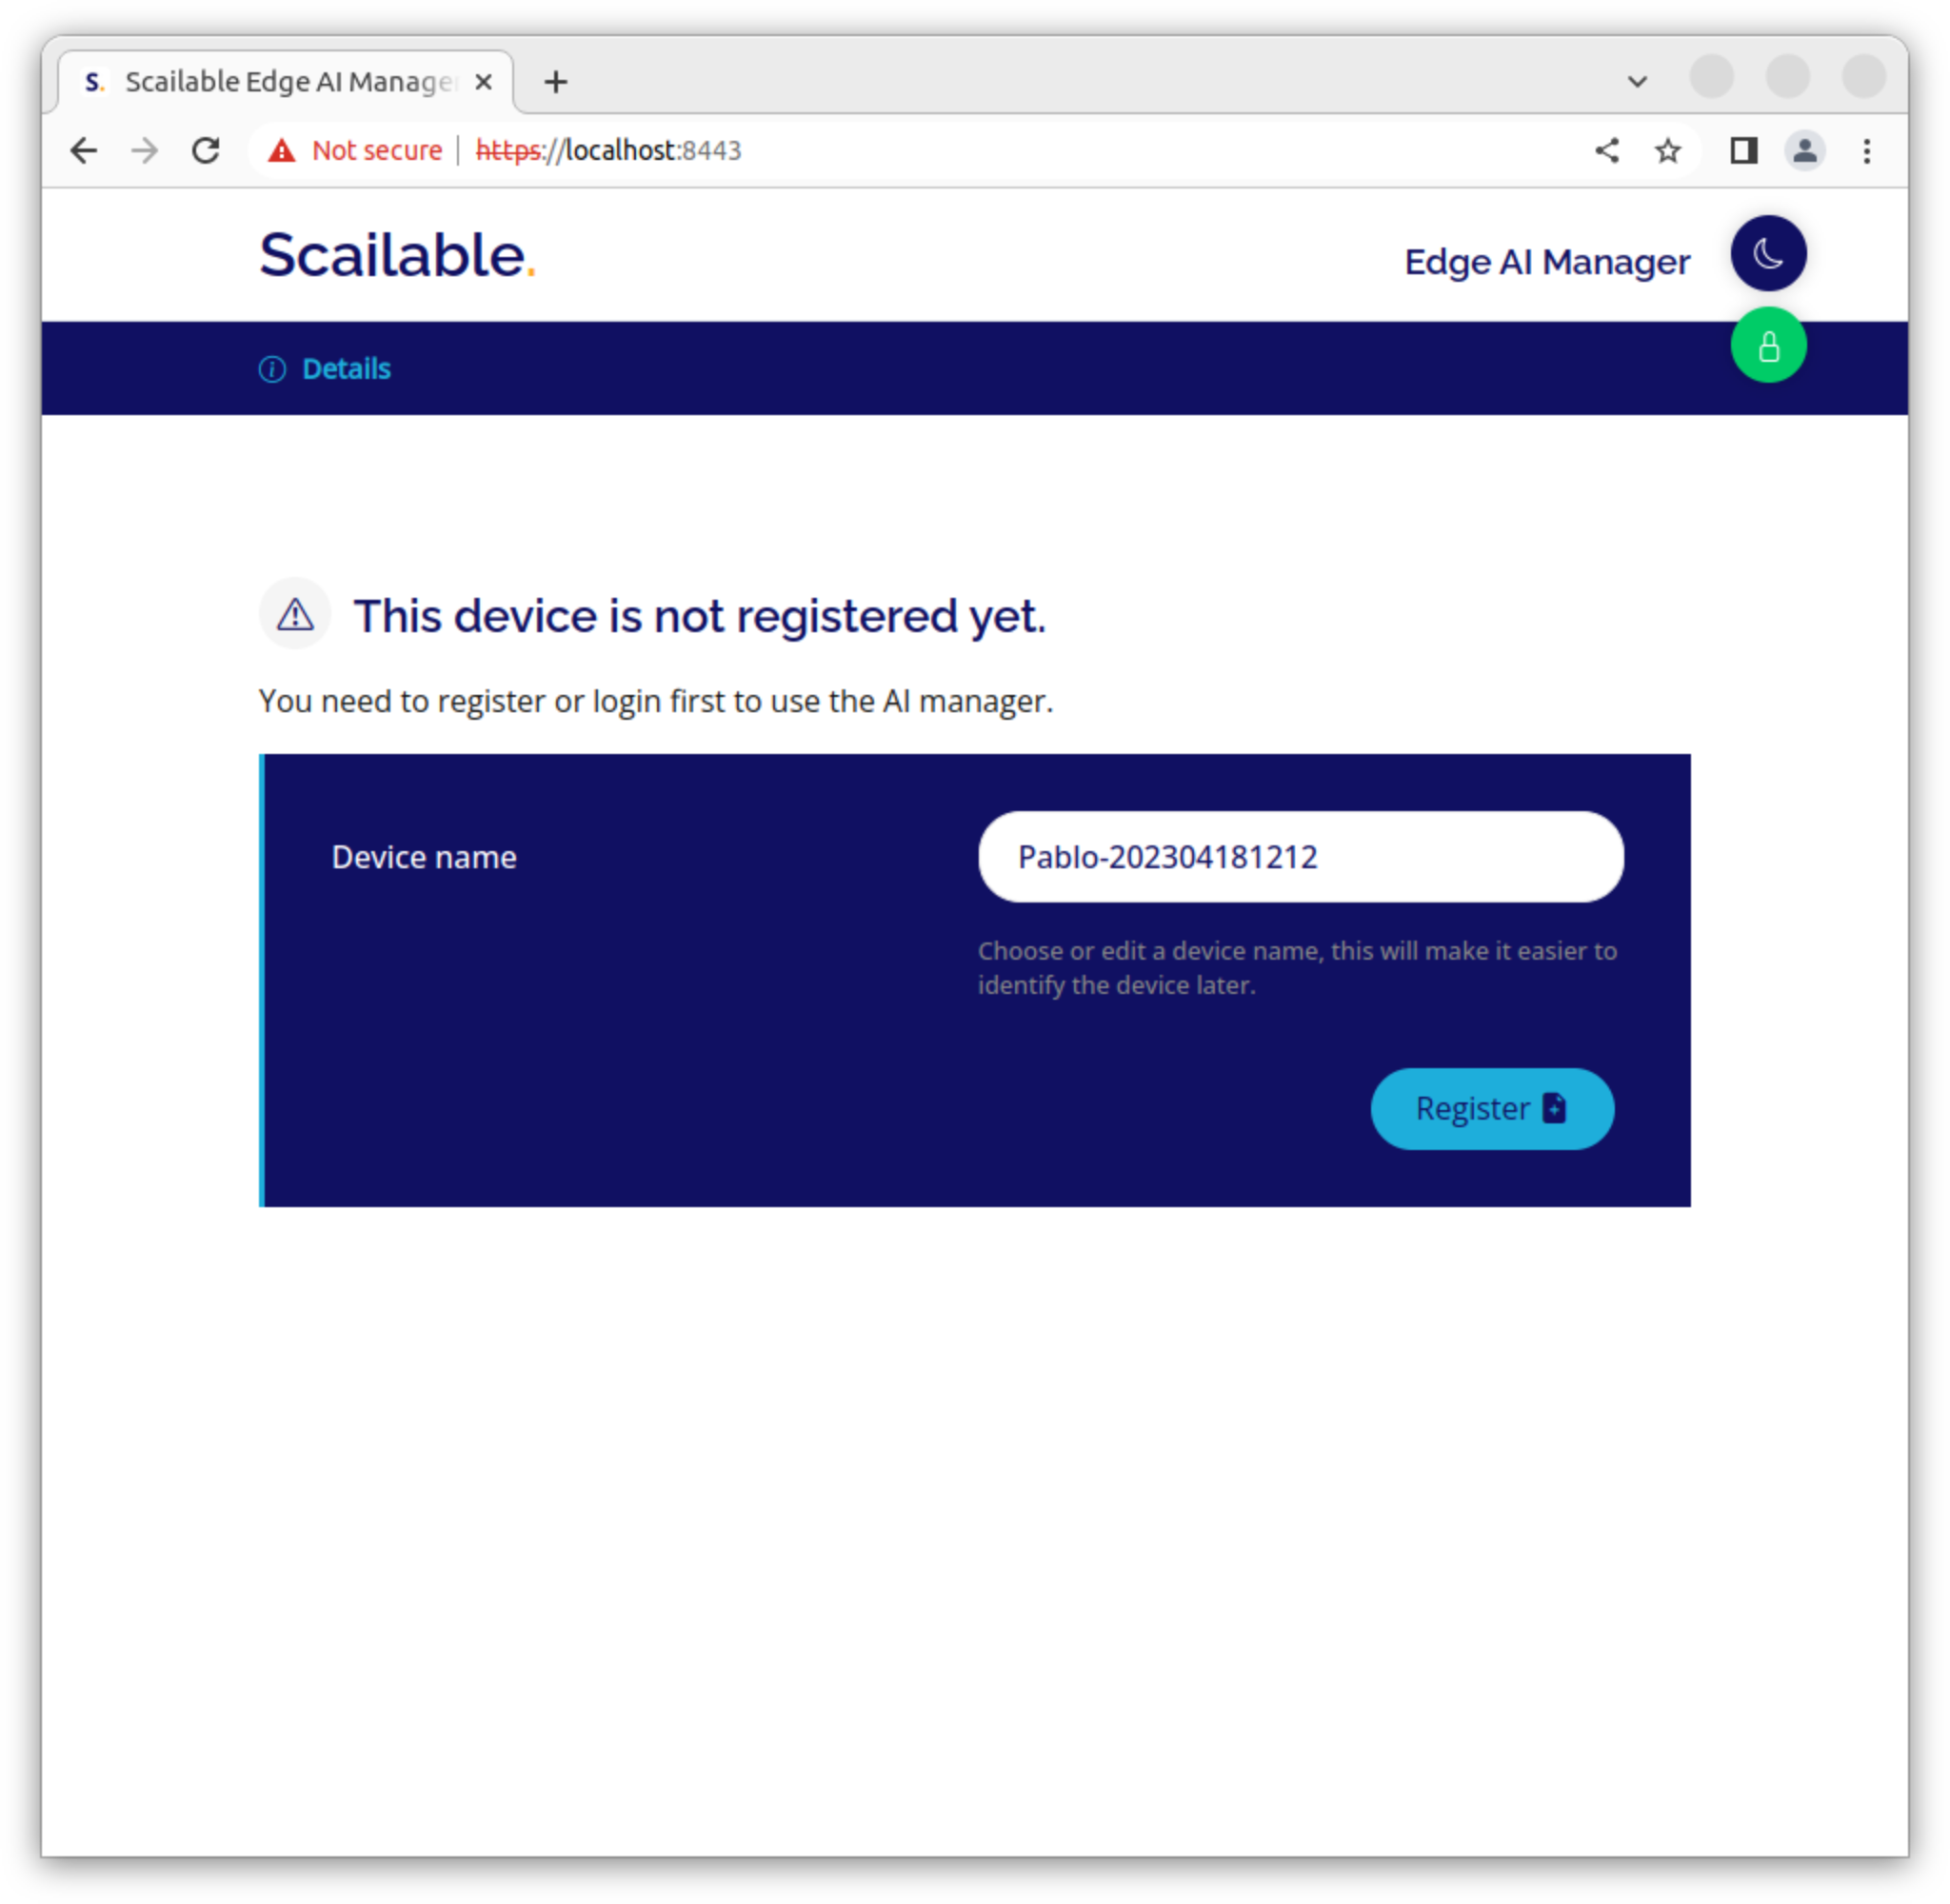 S. Scailable Edge AI Manage
Not secure https://localhost:8443
Scailable.
Edge AI Manager
Details
This device is not registered yet.
You need to register or login first to use the AI manager.
Device name
Pablo-202304181212
Choose or edit a device name, this will make it easier to
identify the device later.
Register